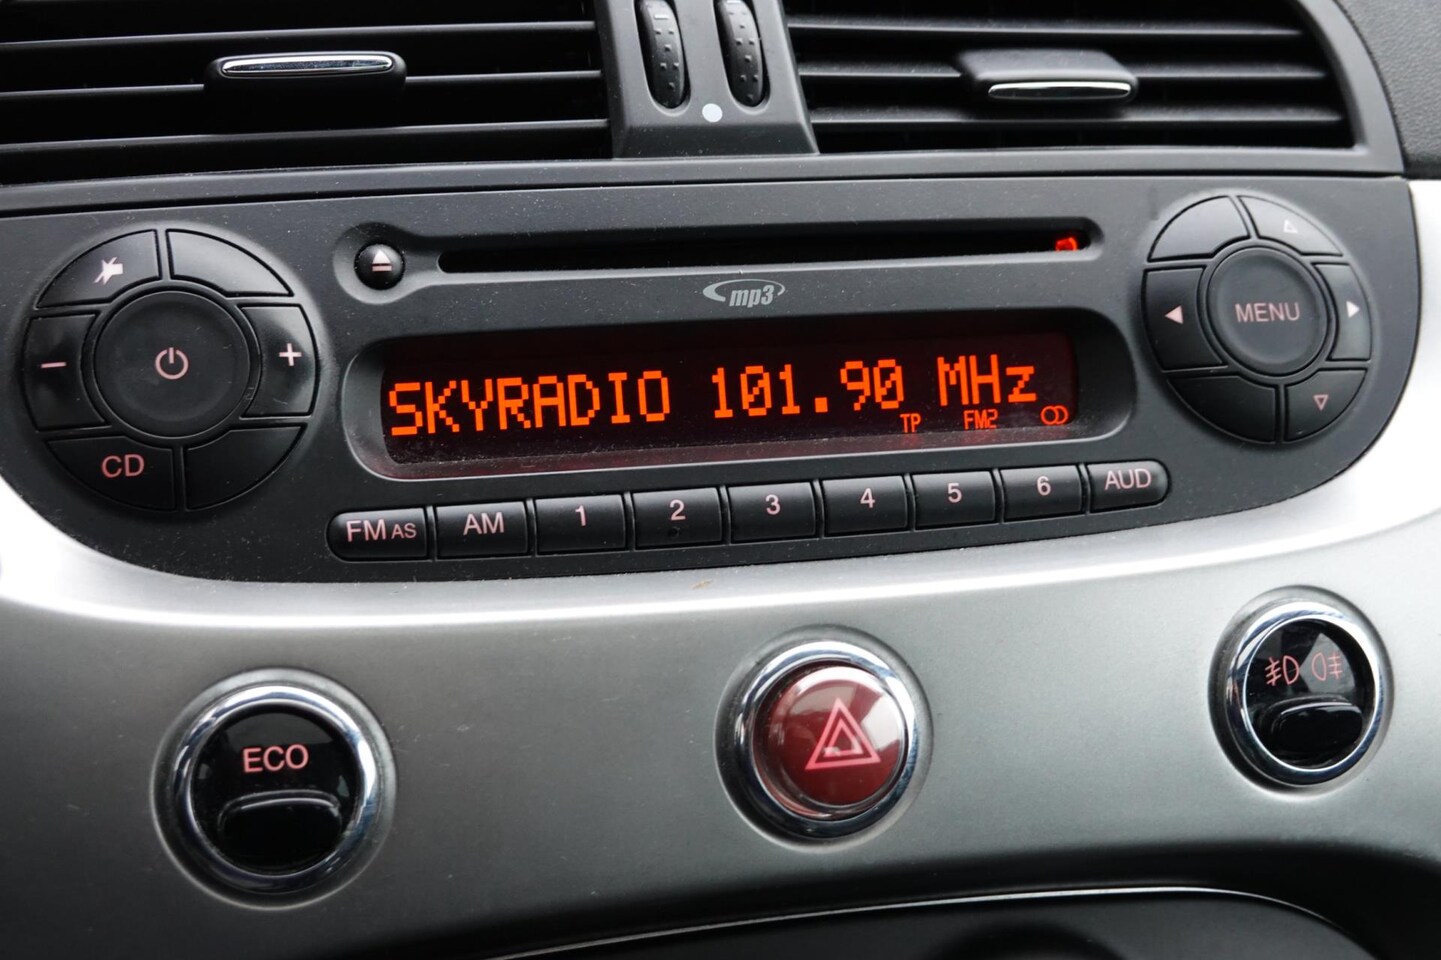 mp3
MENU
SKYRADIO 101.90 MHz
TP FM2
CD
FM AS AM 1 2 3 4 5 6 AUD
ECO